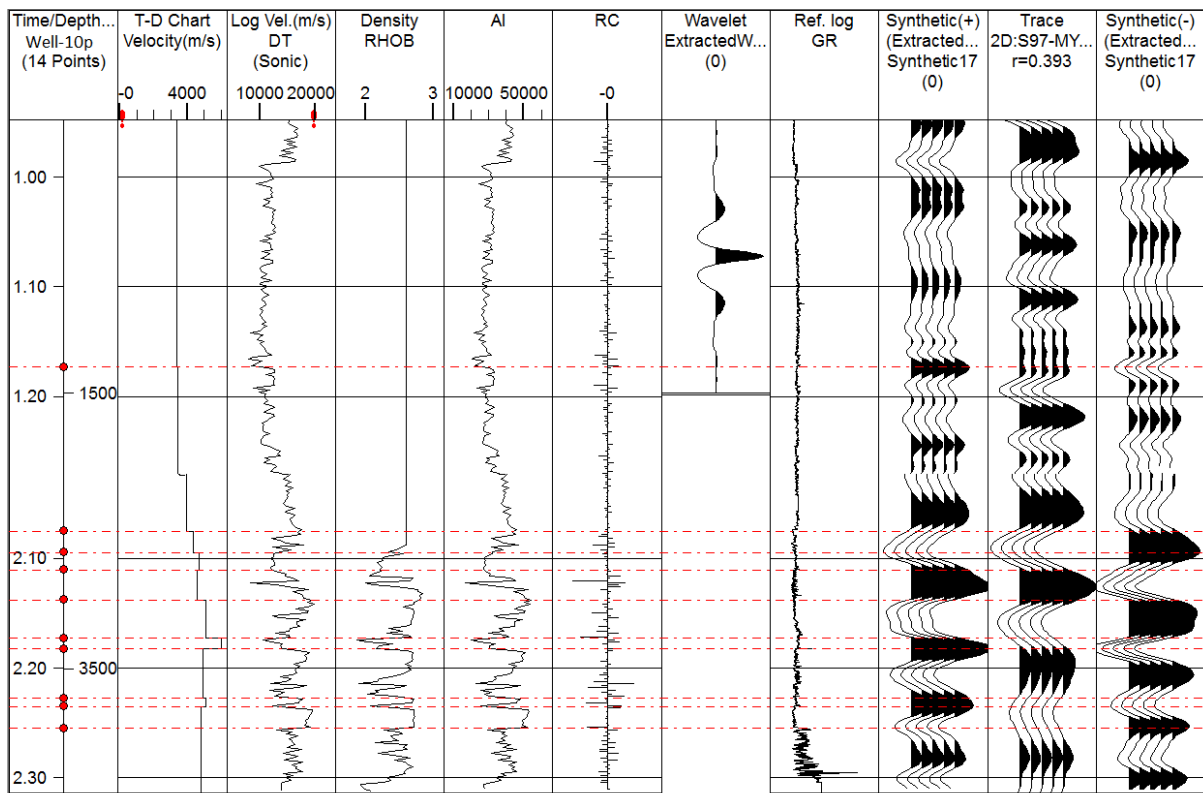 Time/Depth...
Well-10p
(14 Points)
T-D Chart
Velocity(m/s)
-0 4000
Log Vel.(m/s)
DT
(Sonic)
10000 20000
Density
RHOB
2 3
AI
10000 50000
RC
-0
Wavelet
ExtractedW...
(0)
Ref. log
GR
Synthetic(+)
(Extracted...
Synthetic17
(0)
Trace
2D:S97-MY...
r=0.393
Synthetic(-)
(Extracted...
Synthetic17
(0)
1.00
1.10
1500
1.20
2.10
2.20
3500
2.30